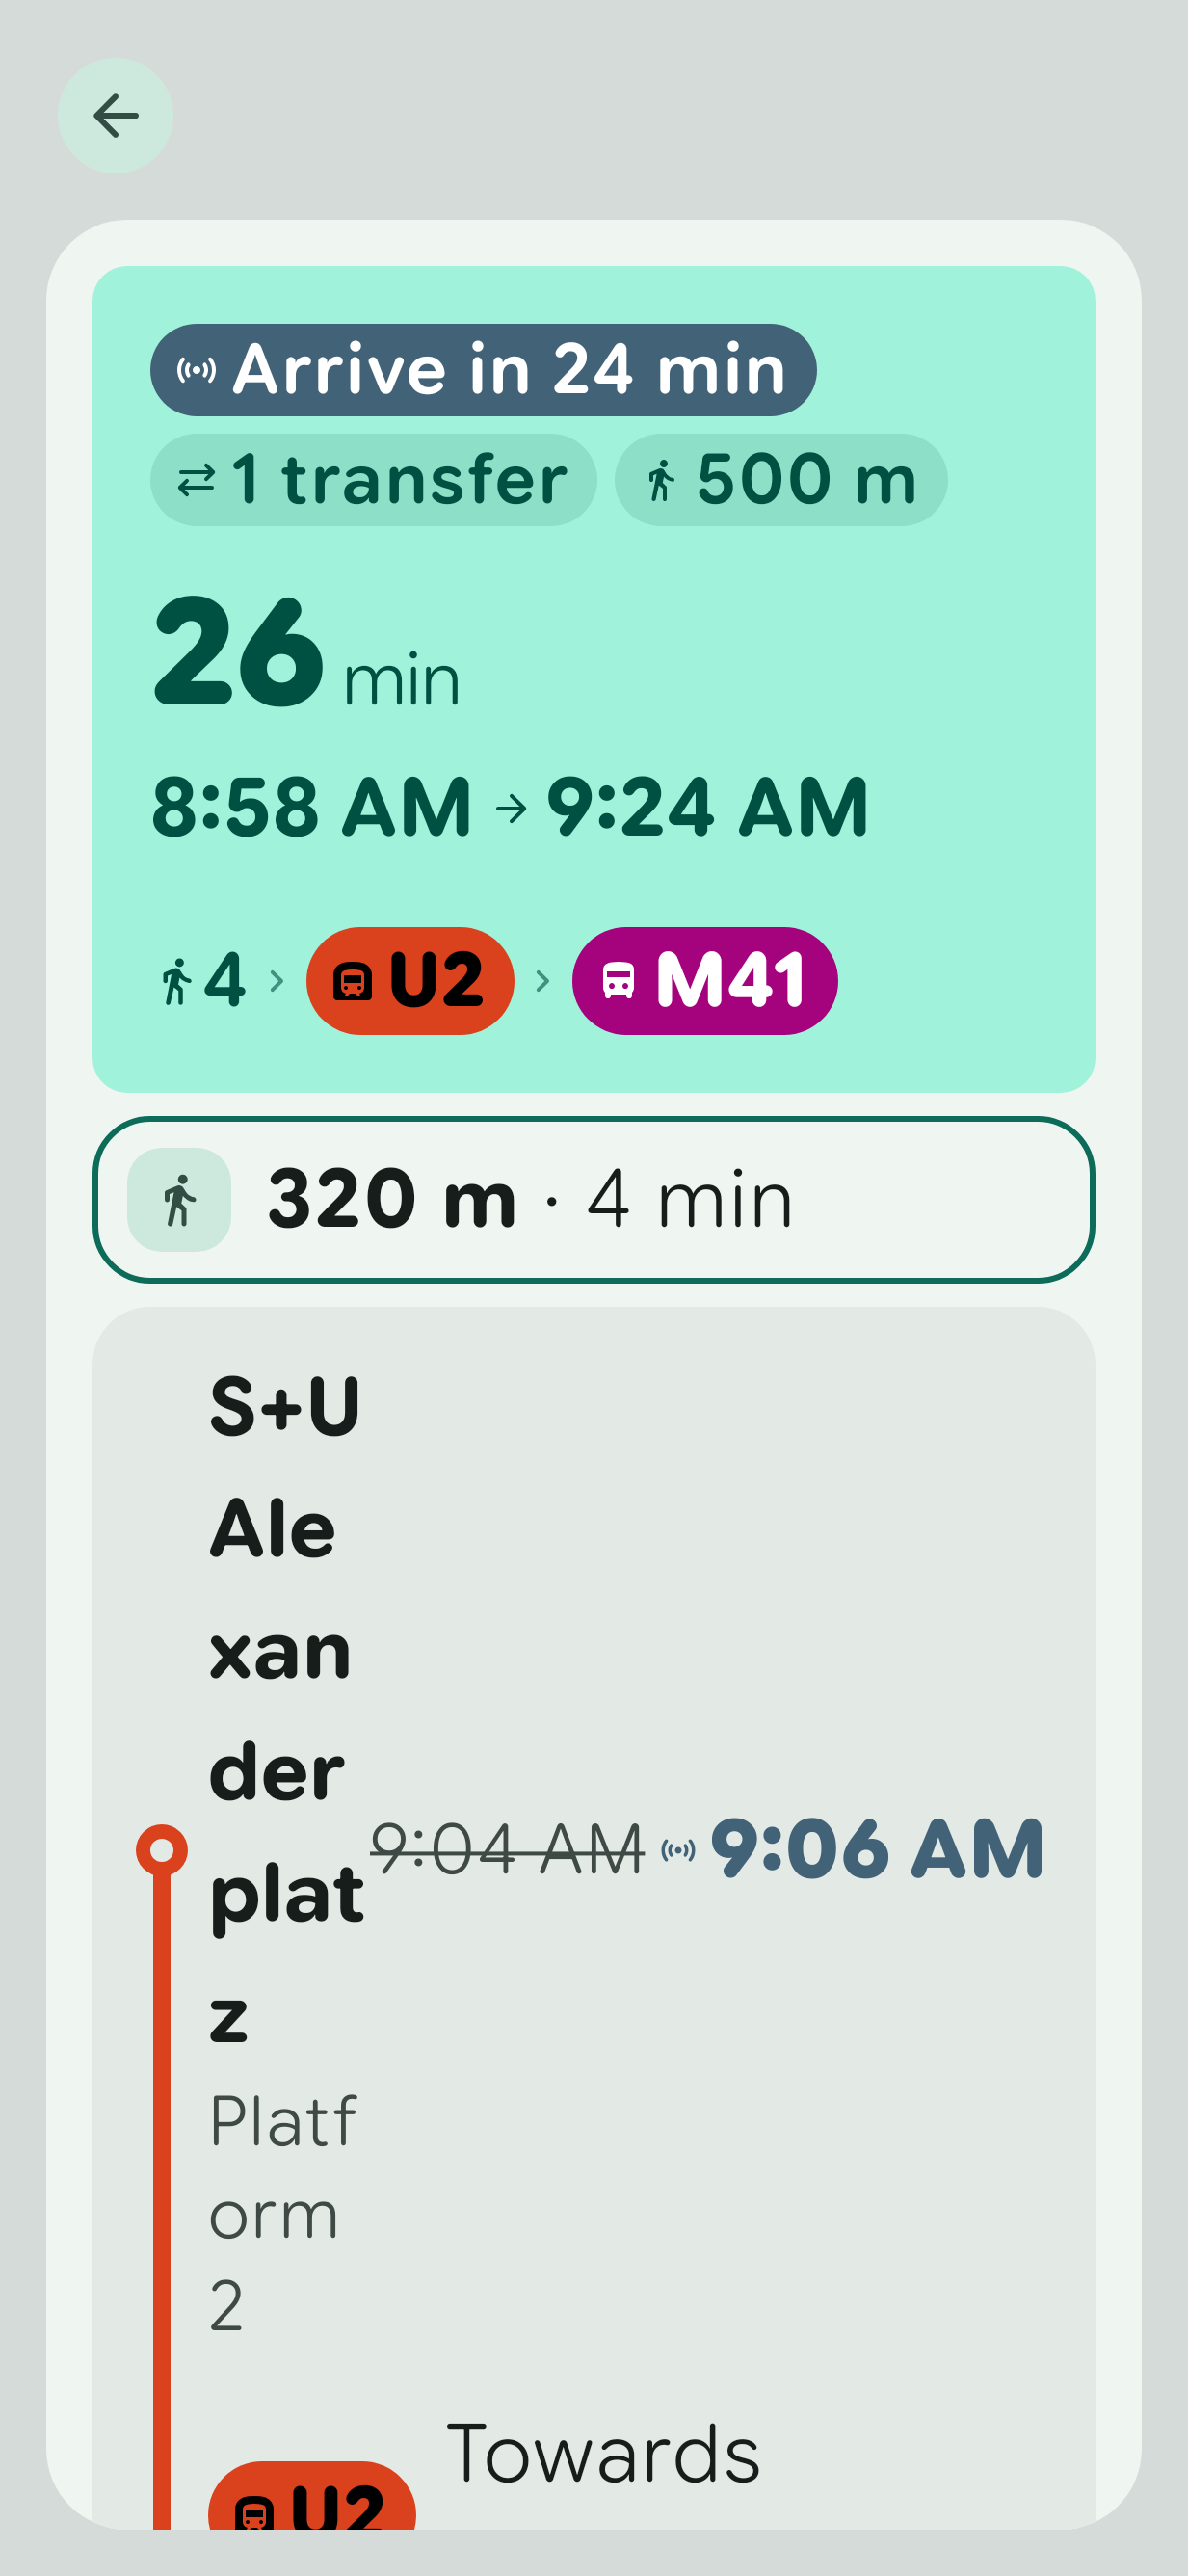 Arrive in 24 min
1 transfer 500 m
26 min
8:58 AM → 9:24 AM
4 > U2 > M41
320 m · 4 min
S+U
Ale
xan
der
plat
z
9:04 AM 9:06 AM
Platf
orm
2
Towards
U2